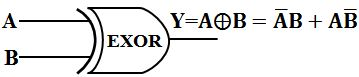 A
B
EXOR
Y=A⊕B = A̅B + AB̅